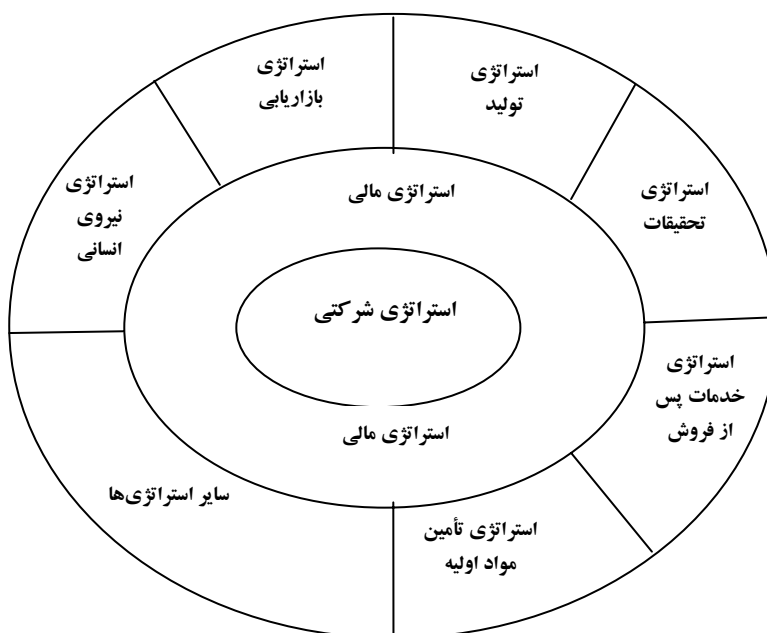 استراتژی
تولید
استراتژی
بازاریابی
استراتژی
تحقیقات
استراتژی
نیروی
انسانی
استراتژی مالی
استراتژی شرکتی
استراتژی مالی
استراتژی
خدمات پس
از فروش
استراتژی تأمین
مواد اولیه
سایر استراتژی‌ها